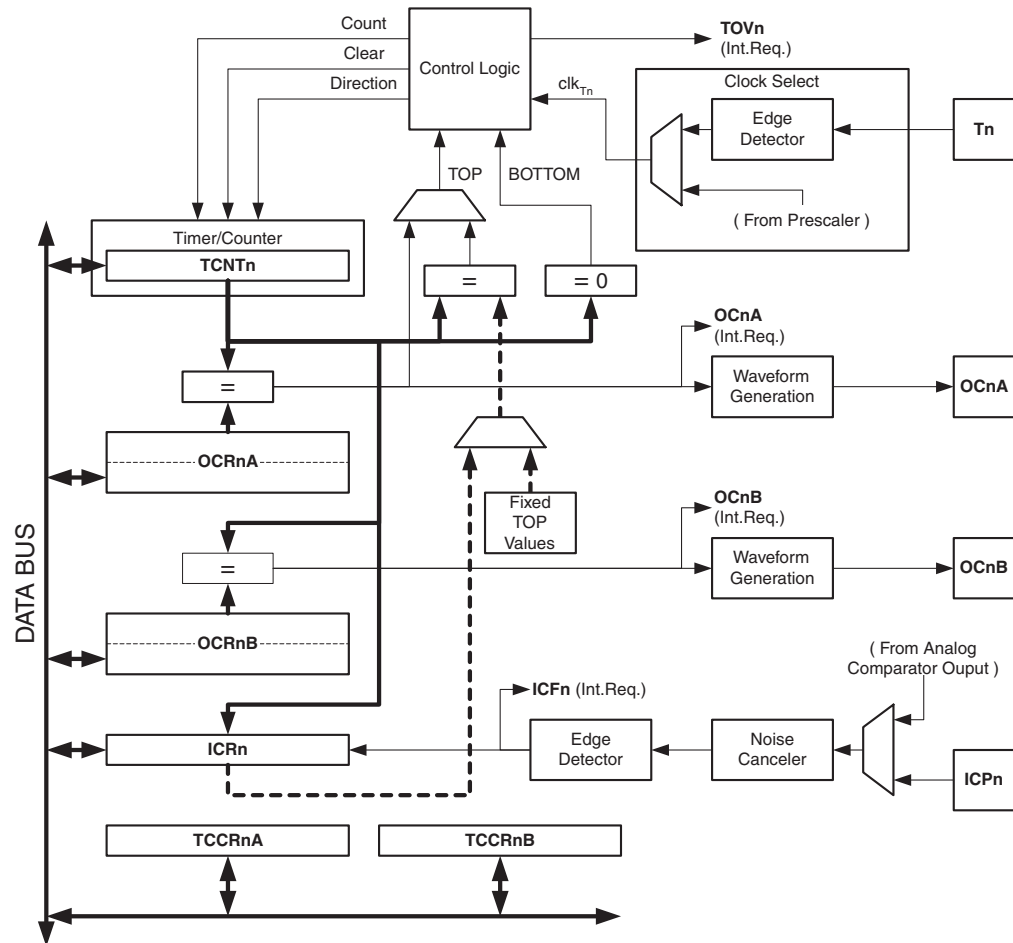 Count
Clear
Direction
Control Logic
TOVn
(Int.Req.)
clkTn
Clock Select
Edge
Detector
Tn
( From Prescaler )
TOP
BOTTOM
Timer/Counter
TCNTn
=
= 0
OCnA
(Int.Req.)
=
Waveform
Generation
OCnA
OCRnA
Fixed
TOP
Values
OCnB
(Int.Req.)
=
Waveform
Generation
OCnB
OCRnB
DATA BUS
( From Analog
Comparator Ouput )
ICFn (Int.Req.)
ICRn
Edge
Detector
Noise
Canceler
ICPn
TCCRnA
TCCRnB